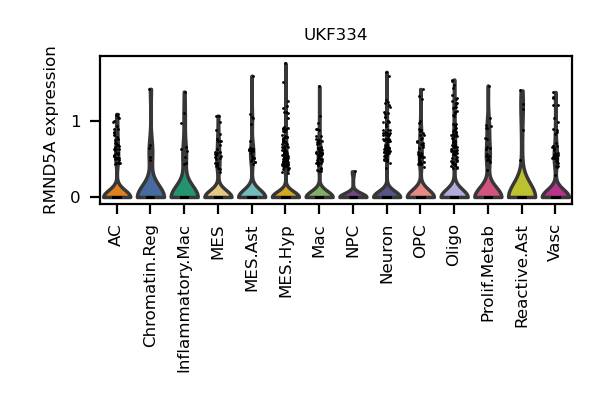 UKF334
RMND5A expression
1
0
AC
Chromatin.Reg
Inflammatory.Mac
MES
MES.Ast
MES.Hyp
Mac
NPC
Neuron
OPC
Oligo
Prolif.Metab
Reactive.Ast
Vasc